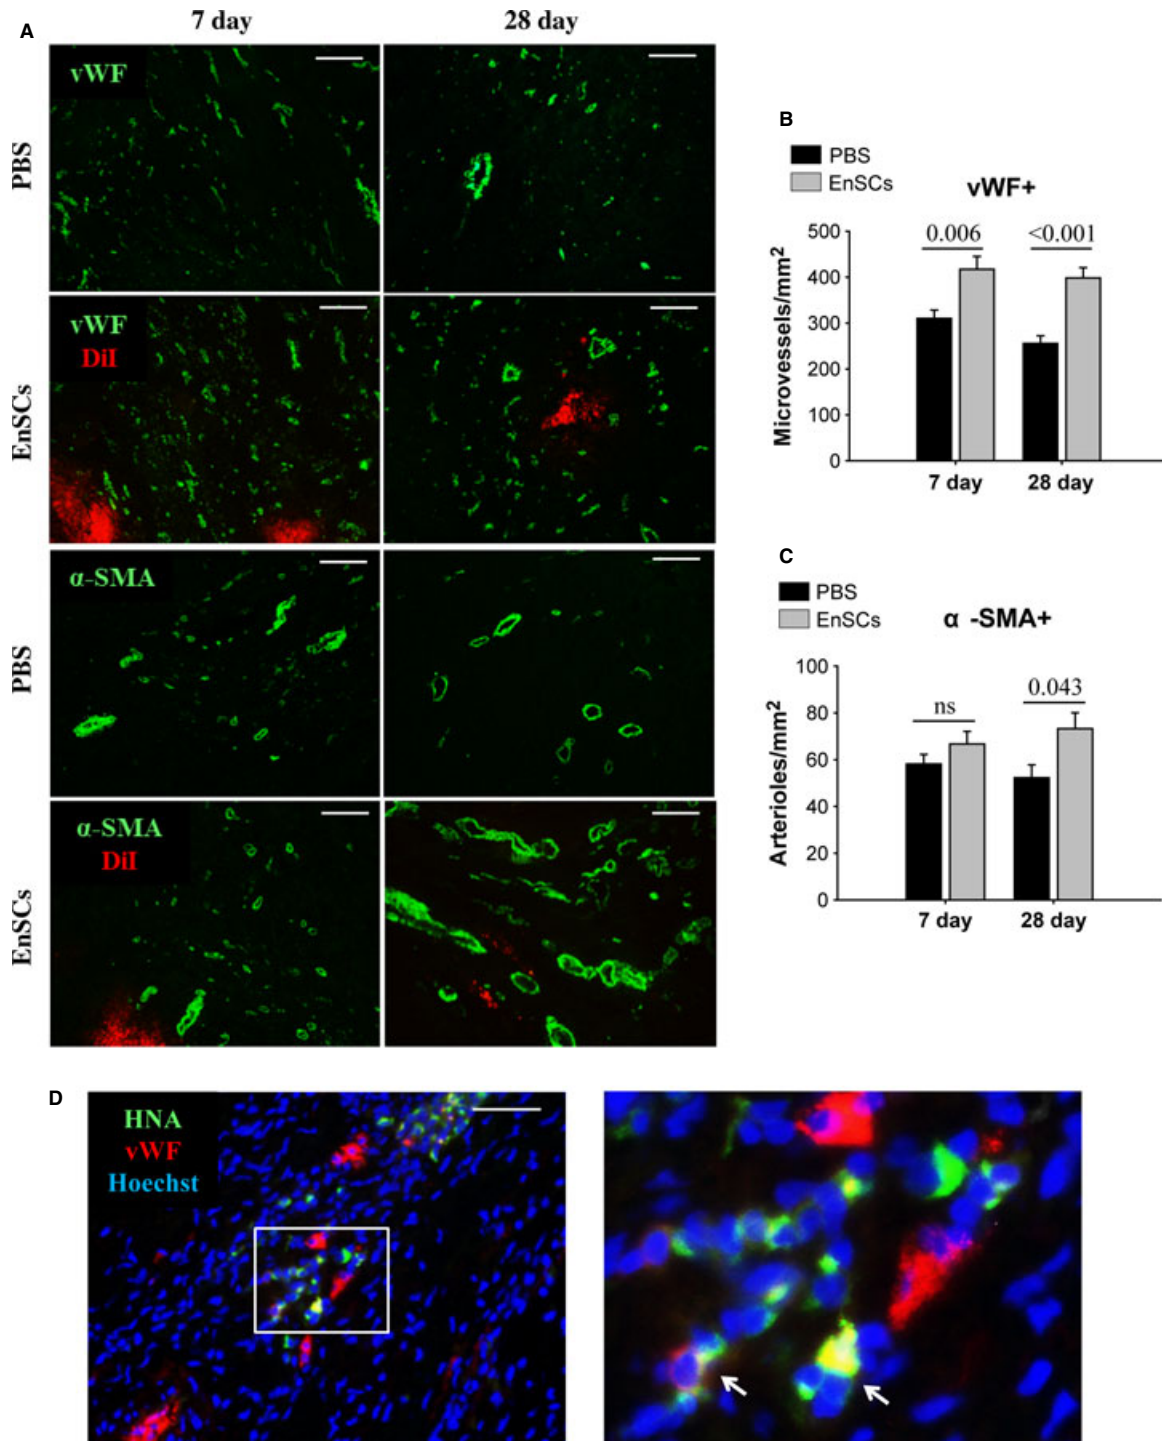 A
7 day
28 day
PBS
vWF
EnSCs
vWF
DiI
PBS
α-SMA
EnSCs
α-SMA
DiI
B
PBS
EnSCs
vWF+
Microvessels/mm²
500
400
300
200
100
0
0.006
<0.001
7 day
28 day
C
PBS
EnSCs
α -SMA+
Arterioles/mm²
100
80
60
40
20
0
ns
0.043
7 day
28 day
D
HNA
vWF
Hoechst